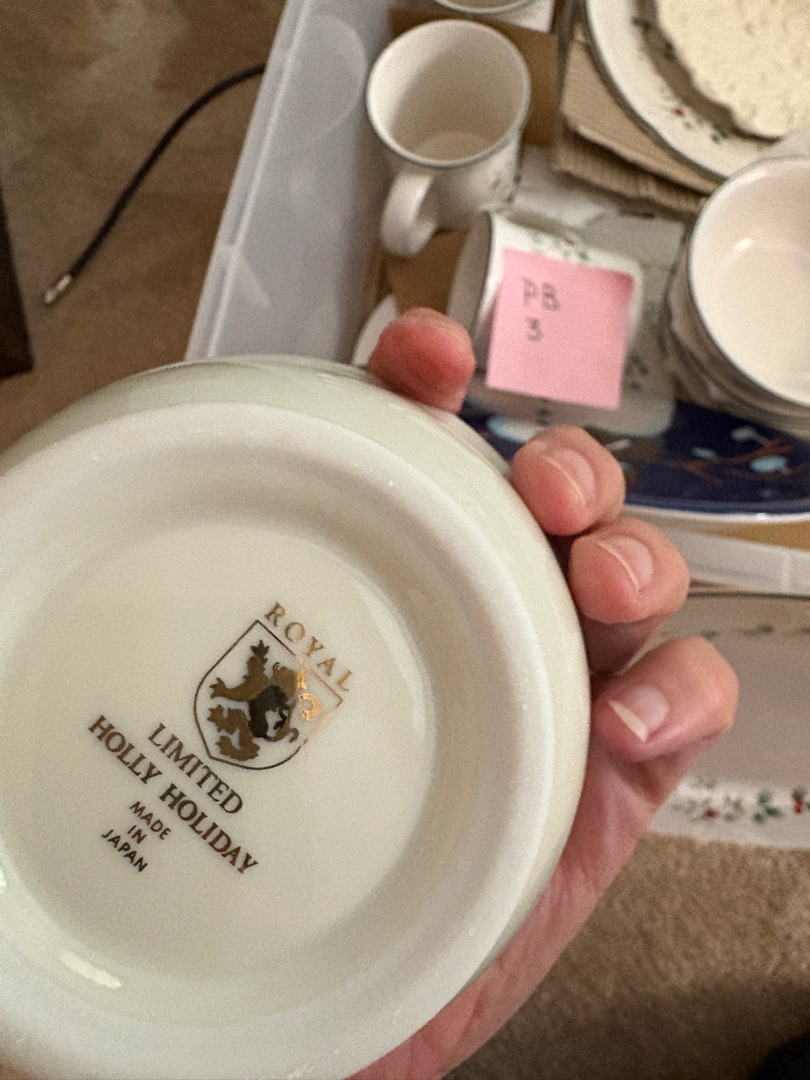 PB
3
ROYAL
LIMITED
HOLLY HOLIDAY
MADE
IN
JAPAN